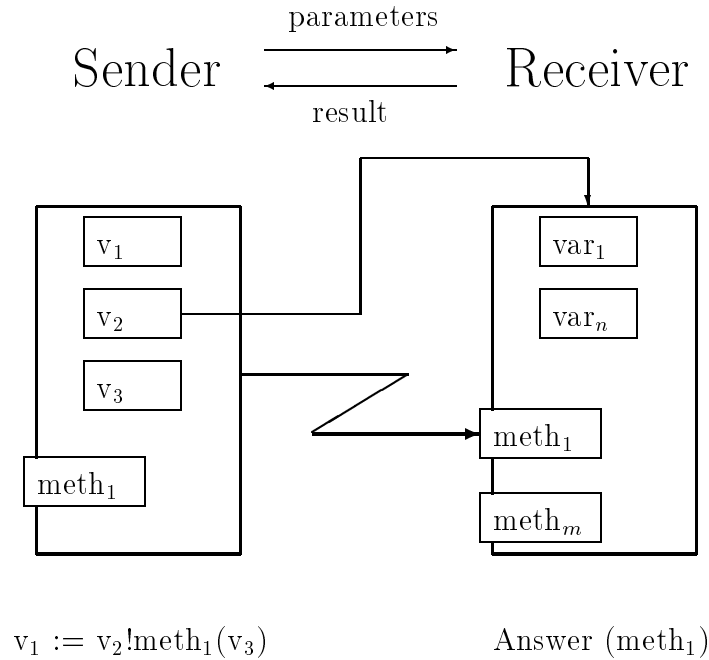 parameters
Sender
Receiver
result
v₁
var₁
v₂
varₙ
v₃
meth₁
meth₁
methₘ
v₁ := v₂!meth₁(v₃)
Answer (meth₁)